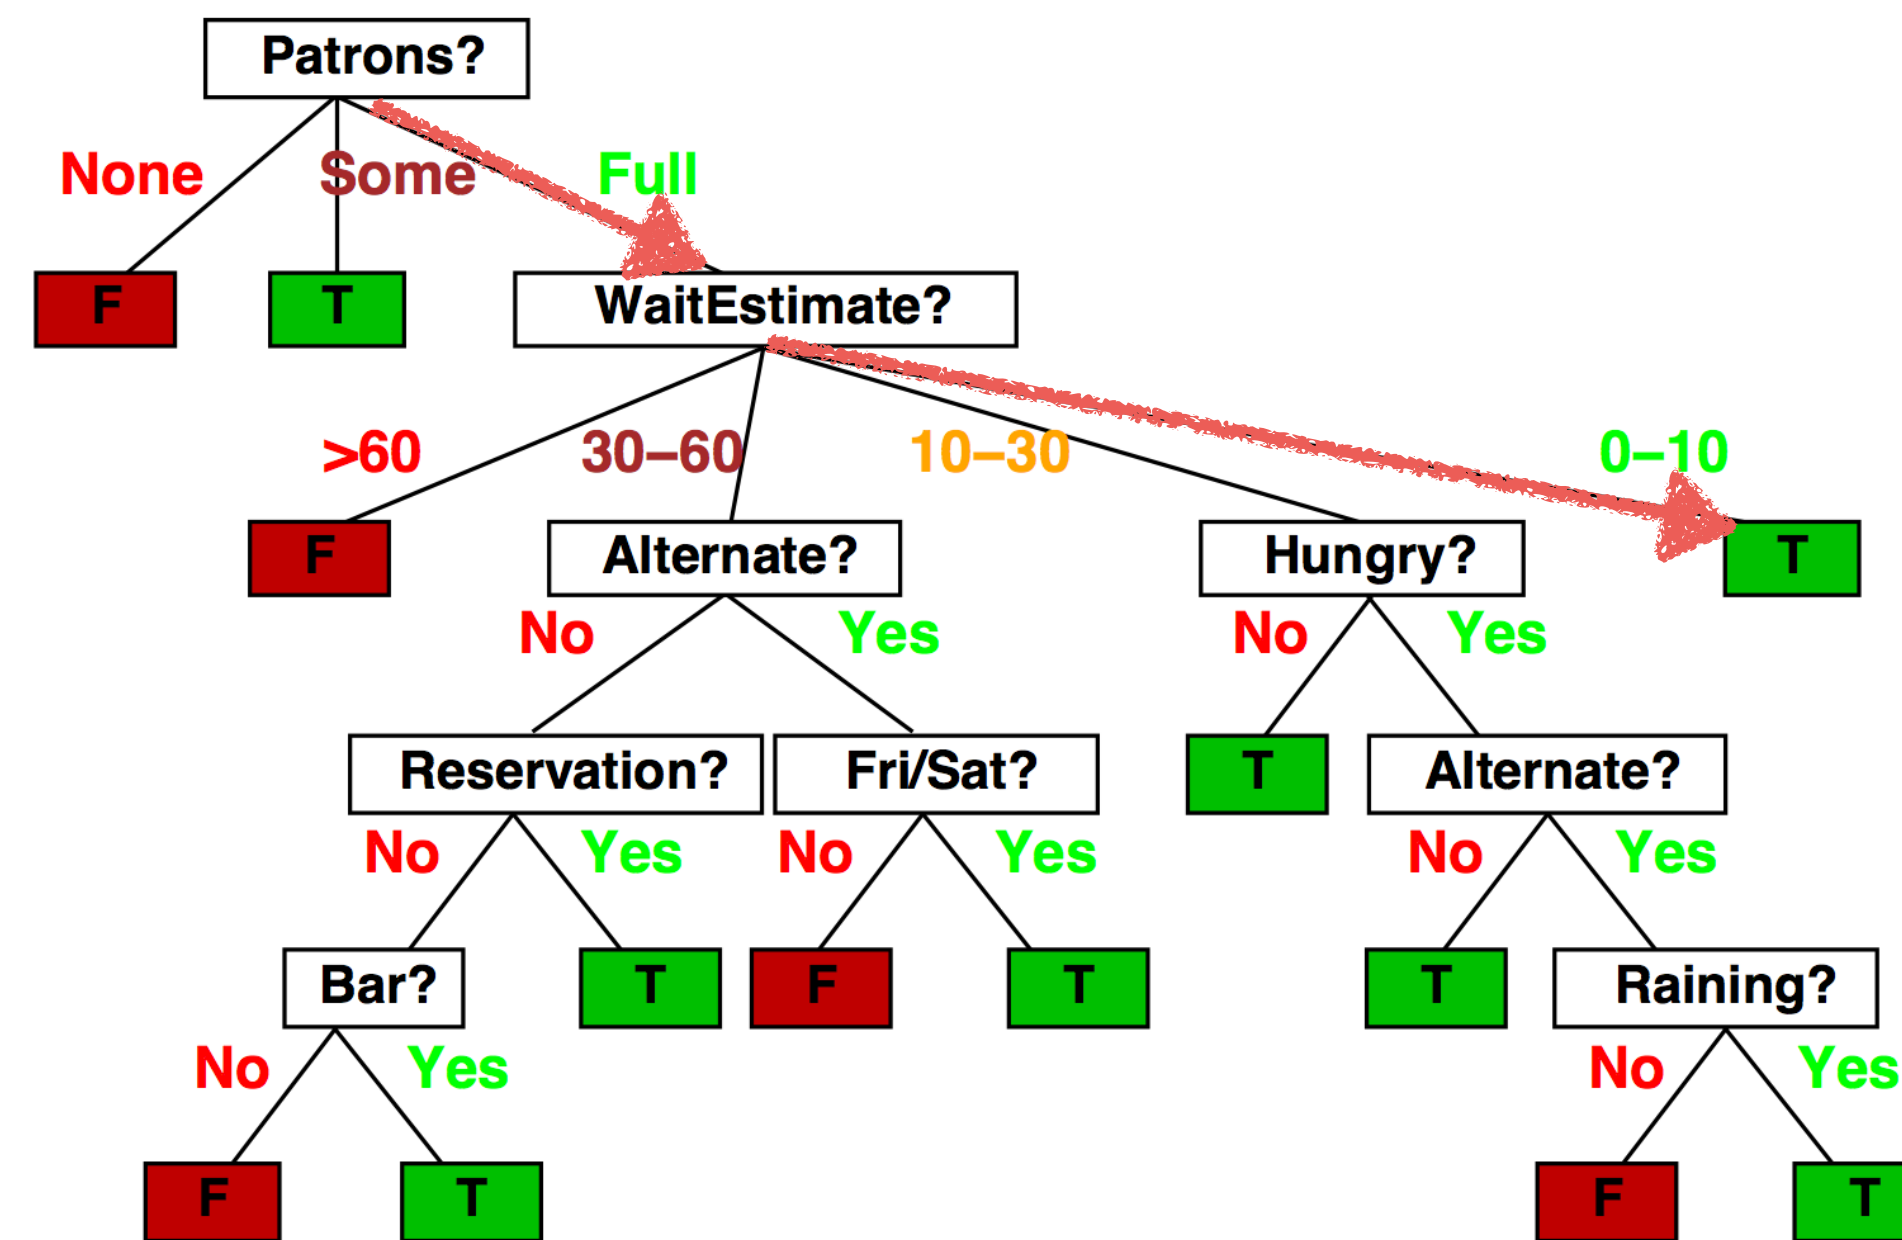 Patrons?
None Some Full
F T WaitEstimate?
>60 30–60 10–30 0–10
F Alternate? Hungry? T
No Yes No Yes
Reservation? Fri/Sat? T Alternate?
No Yes No Yes No Yes
Bar? T F T T Raining?
No Yes No Yes
F T F T